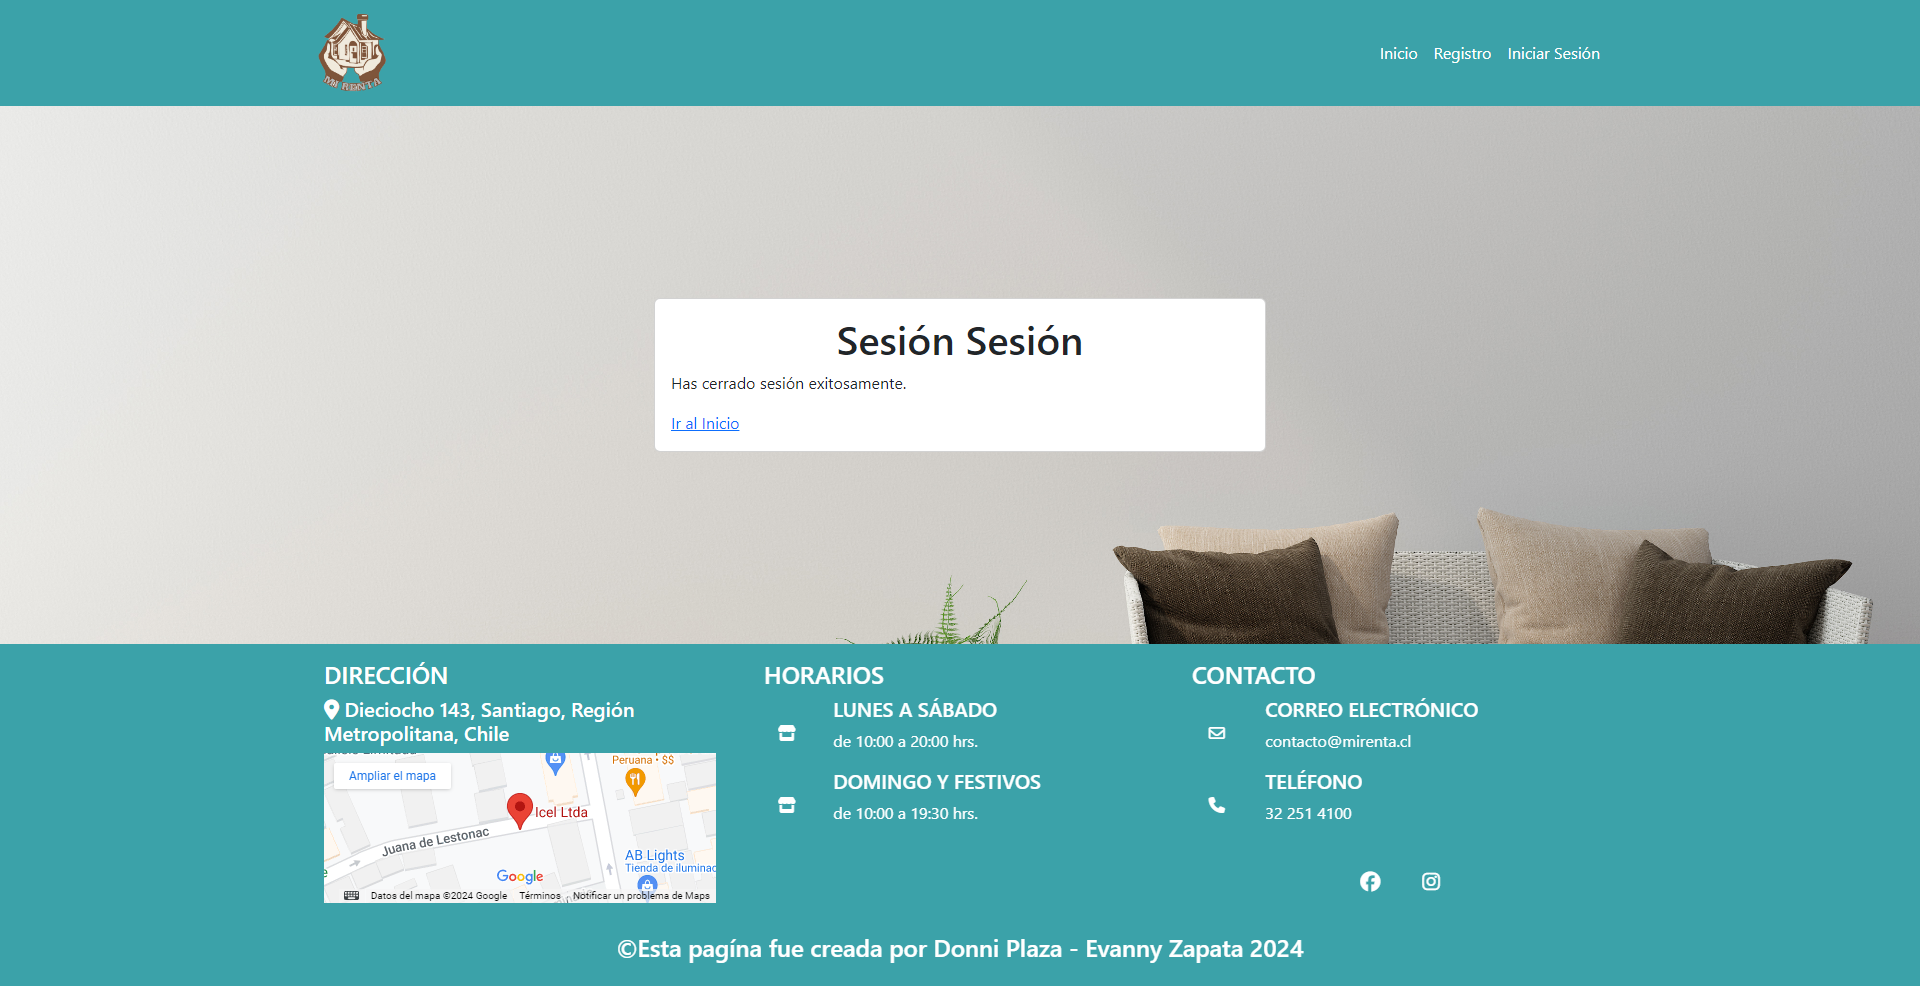 MI RENTA
Inicio Registro Iniciar Sesión
Sesión Sesión
Has cerrado sesión exitosamente.
Ir al Inicio
DIRECCIÓN
Dieciocho 143, Santiago, Región
Metropolitana, Chile
Ampliar el mapa
Peruana • $$
Icel Ltda
Juana de Lestonac
AB Lights
Tienda de iluminac
Google
Datos del mapa ©2024 Google Términos Notificar un problema de Maps
HORARIOS
LUNES A SÁBADO
de 10:00 a 20:00 hrs.
DOMINGO Y FESTIVOS
de 10:00 a 19:30 hrs.
CONTACTO
CORREO ELECTRÓNICO
contacto@mirenta.cl
TELÉFONO
32 251 4100
©Esta pagína fue creada por Donni Plaza - Evanny Zapata 2024